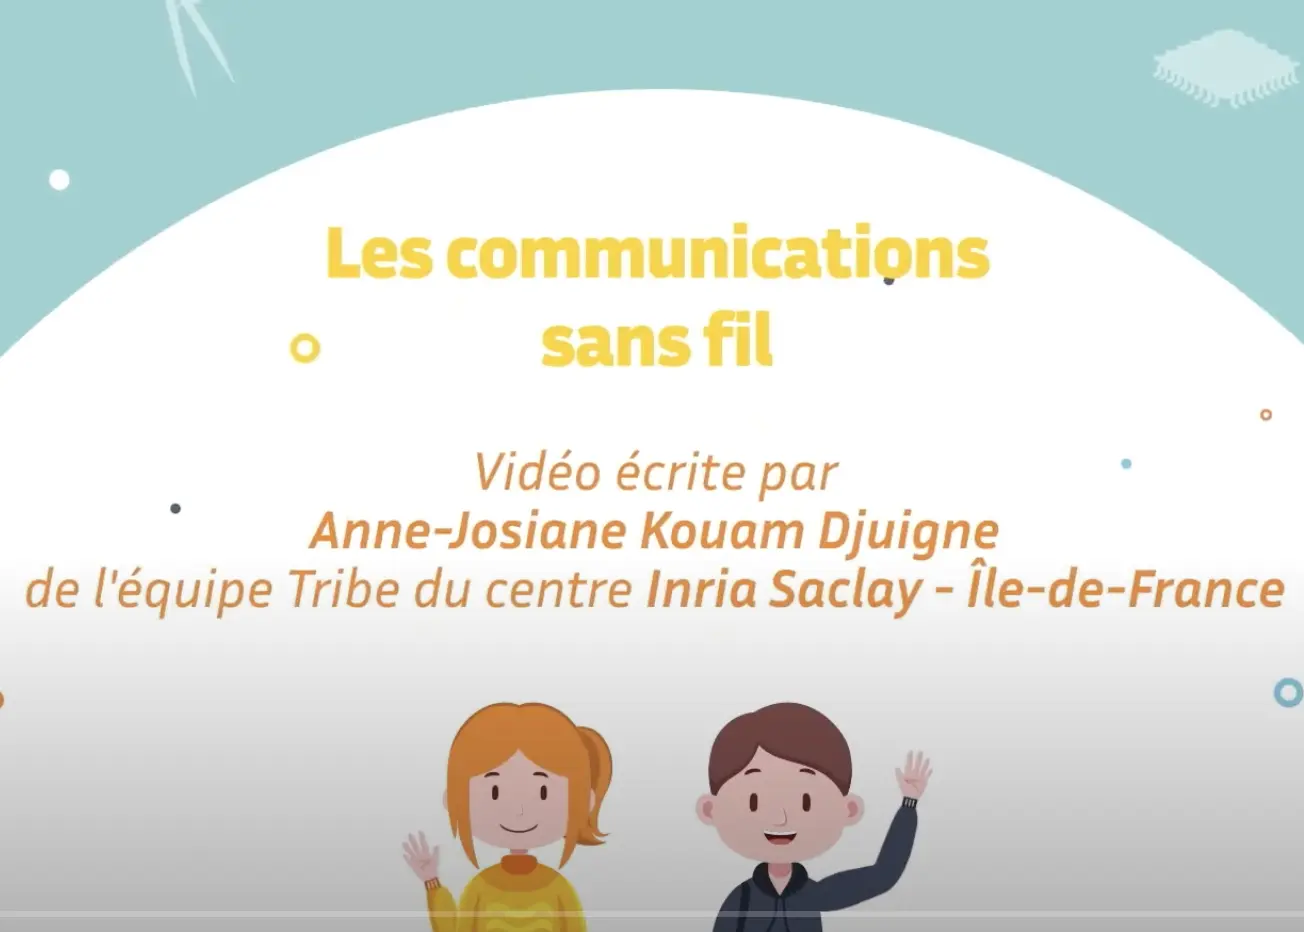 Les communications
sans fil
Vidéo écrite par
Anne-Josiane Kouam Djuigne
de l'équipe Tribe du centre Inria Saclay - Île-de-France